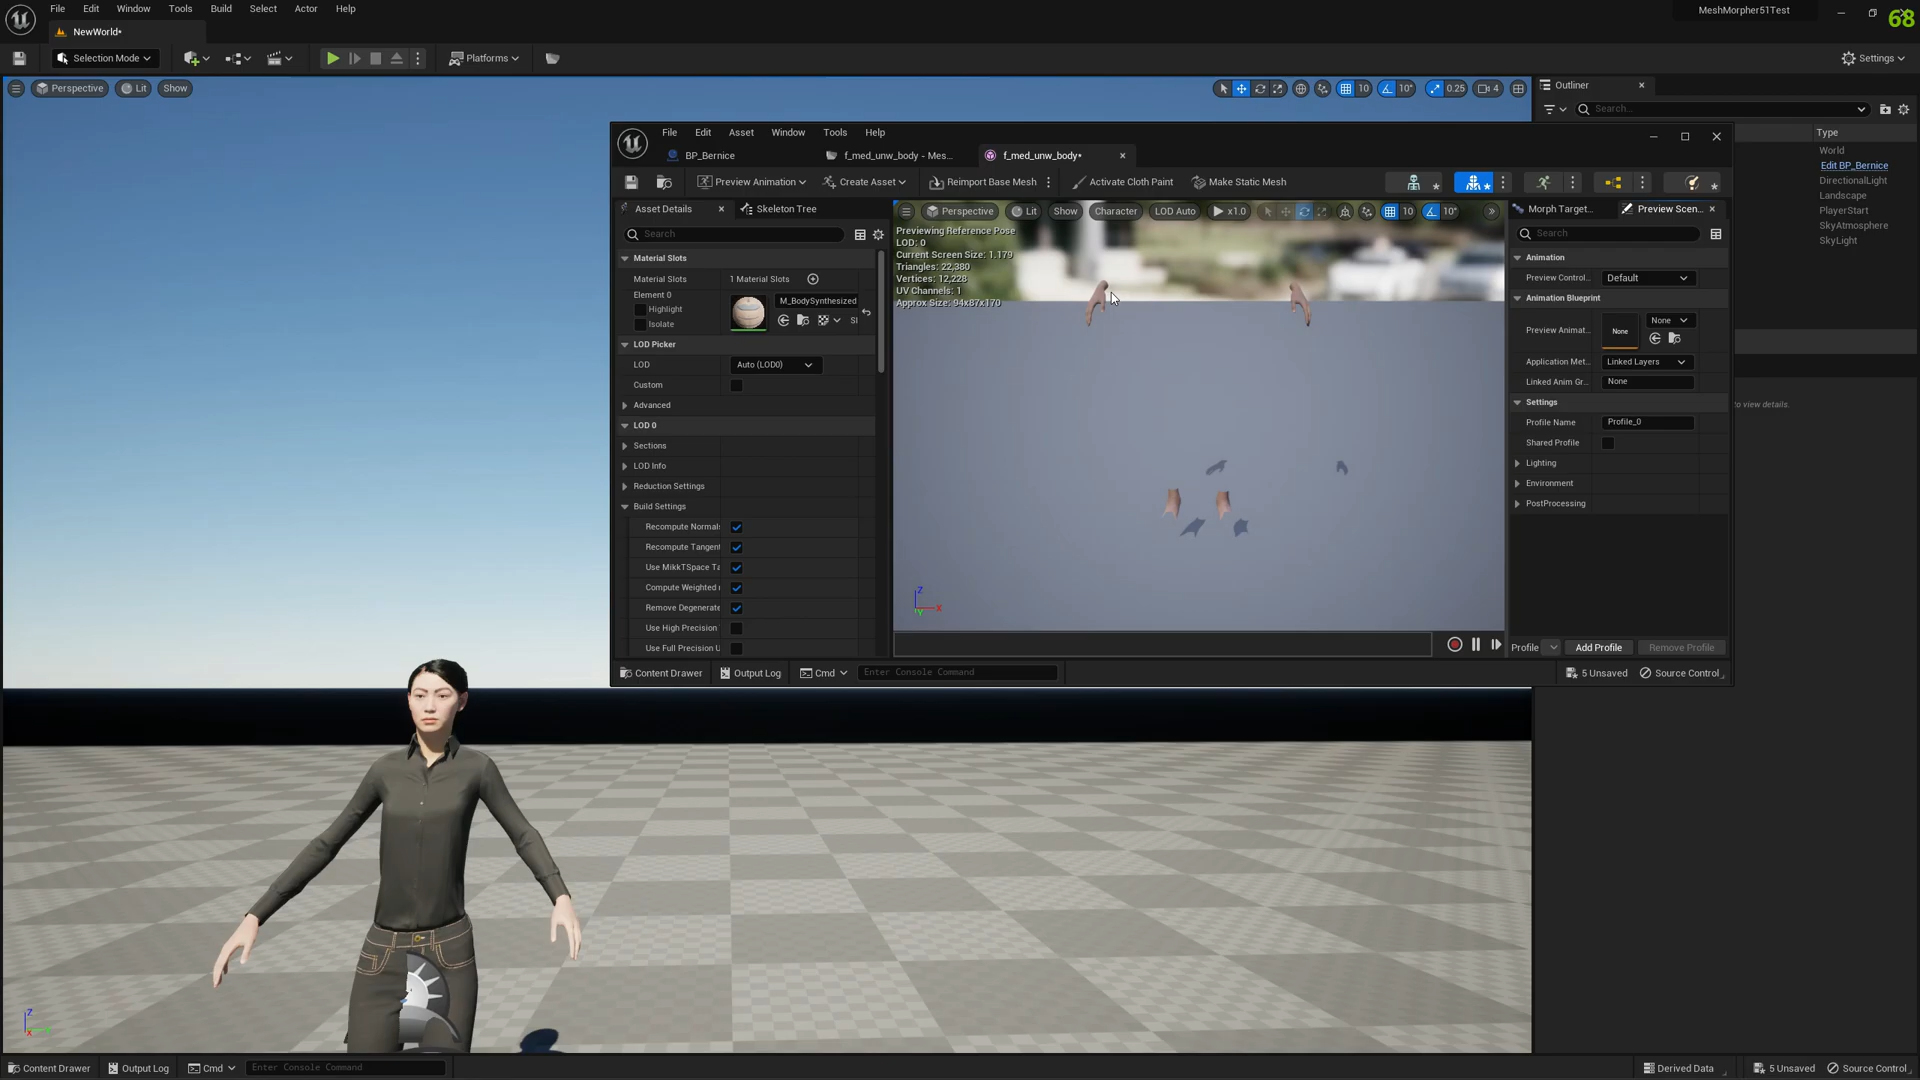 File Edit Window Tools Build Select Actor Help
MeshMorpher51Test
68
NewWorld*
Selection Mode
Platforms
Settings
Perspective Lit Show
10 10° 0.25 4
Outliner
Search...
Type
World
Edit BP_Bernice
DirectionalLight
Landscape
PlayerStart
SkyAtmosphere
SkyLight
to view details.
File Edit Asset Window Tools Help
BP_Bernice
f_med_unw_body - Mes...
f_med_unw_body*
Preview Animation
Create Asset
Reimport Base Mesh
Activate Cloth Paint
Make Static Mesh
Asset Details
Skeleton Tree
Search
Material Slots
Material Slots 1 Material Slots
Element 0
Highlight
Isolate
M_BodySynthesized
Sl
LOD Picker
LOD Auto (LOD0)
Custom
Advanced
LOD 0
Sections
LOD Info
Reduction Settings
Build Settings
Recompute Normals
Recompute Tangent
Use MikkTSpace Ta
Compute Weighted
Remove Degenerate
Use High Precision
Use Full Precision U
Perspective Lit Show Character LOD Auto x1.0 10 10°
Previewing Reference Pose
LOD: 0
Current Screen Size: 1.179
Triangles: 22,380
Vertices: 12,228
UV Channels: 1
Approx Size: 94x87x170
Z
X
Y
Morph Target...
Preview Scen...
Search
Animation
Preview Control... Default
Animation Blueprint
Preview Animat... None None
Application Met... Linked Layers
Linked Anim Gr... None
Settings
Profile Name Profile_0
Shared Profile
Lighting
Environment
PostProcessing
Profile Add Profile Remove Profile
Content Drawer Output Log Cmd Enter Console Command
5 Unsaved Source Control
Z
X
Content Drawer Output Log Cmd Enter Console Command
Derived Data 5 Unsaved Source Control